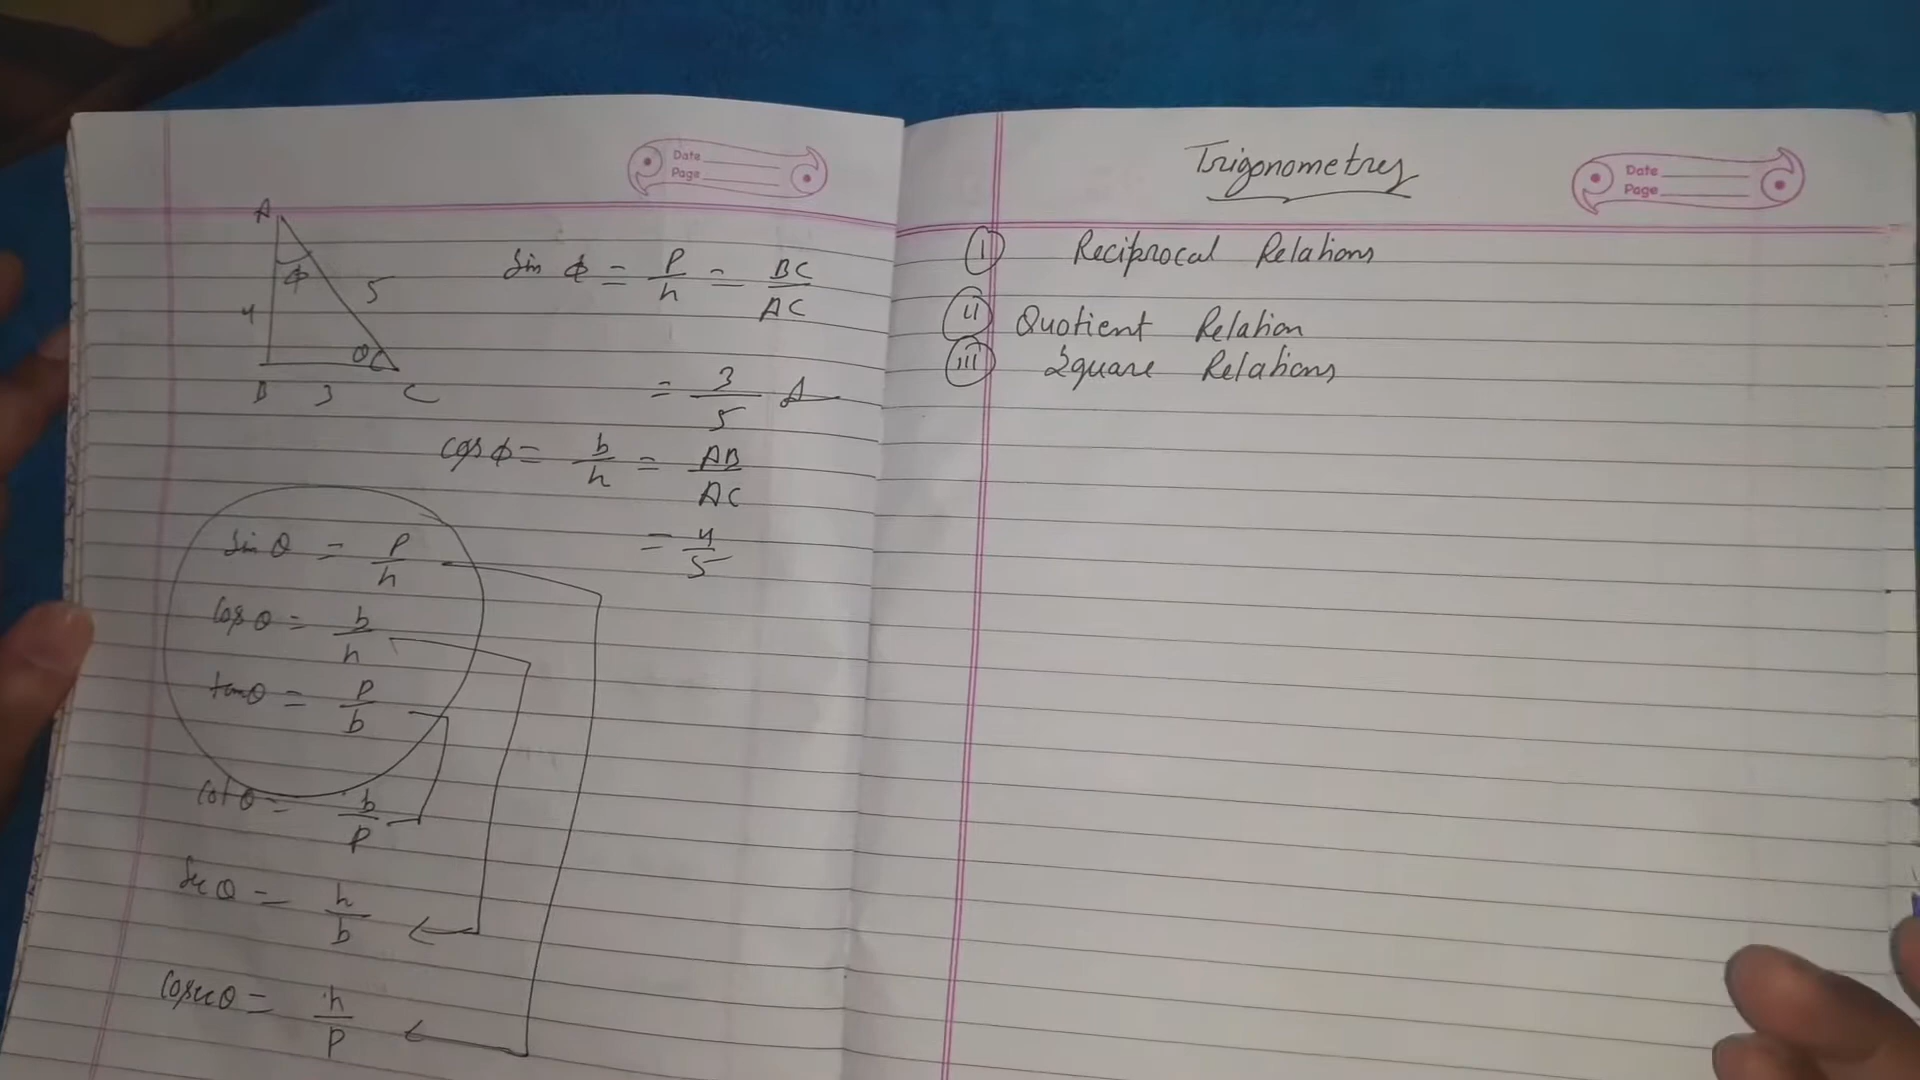 Date
Page
A
ϕ
5
4
θ
B 3 C
Sin ϕ = P/h = BC/AC
= 3/5
cos ϕ = b/h = AB/AC
= 4/5
Sin θ = P/h
Cos θ = b/h
tan θ = P/b
Cot θ = b/P
Sec θ = h/b
Cosec θ = h/P
Trigonometry
Date
Page
(i) Reciprocal Relations
(ii) Quotient Relation
(iii) Square Relations